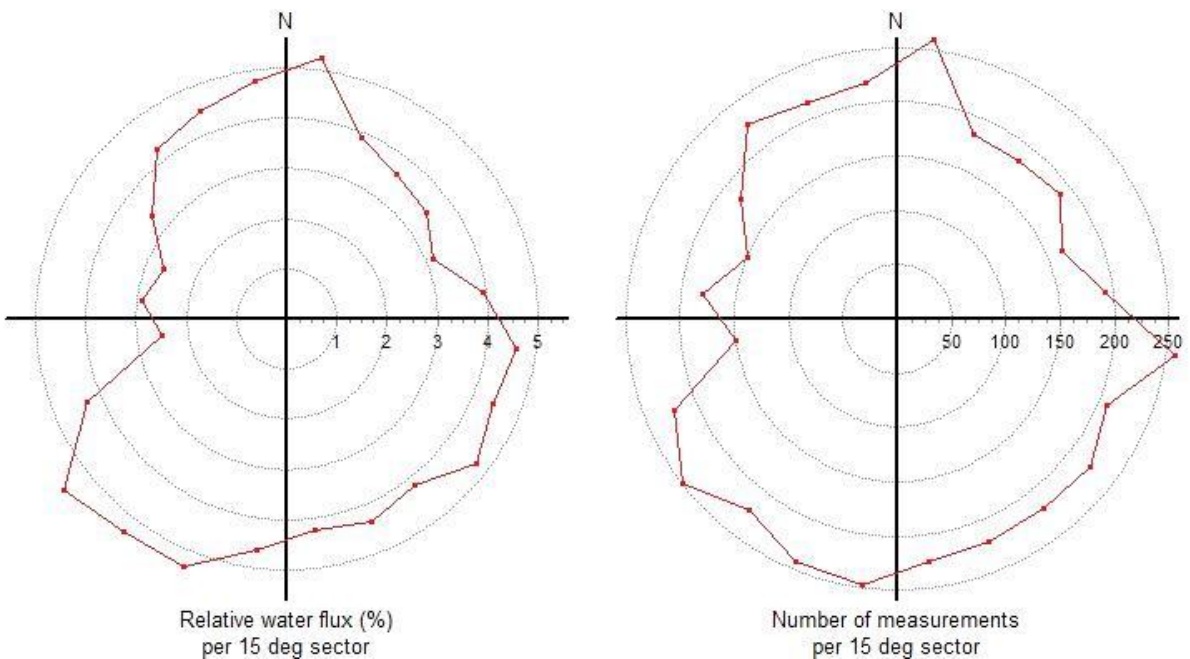 N
1 2 3 4 5
Relative water flux (%)
per 15 deg sector
N
50 100 150 200 250
Number of measurements
per 15 deg sector